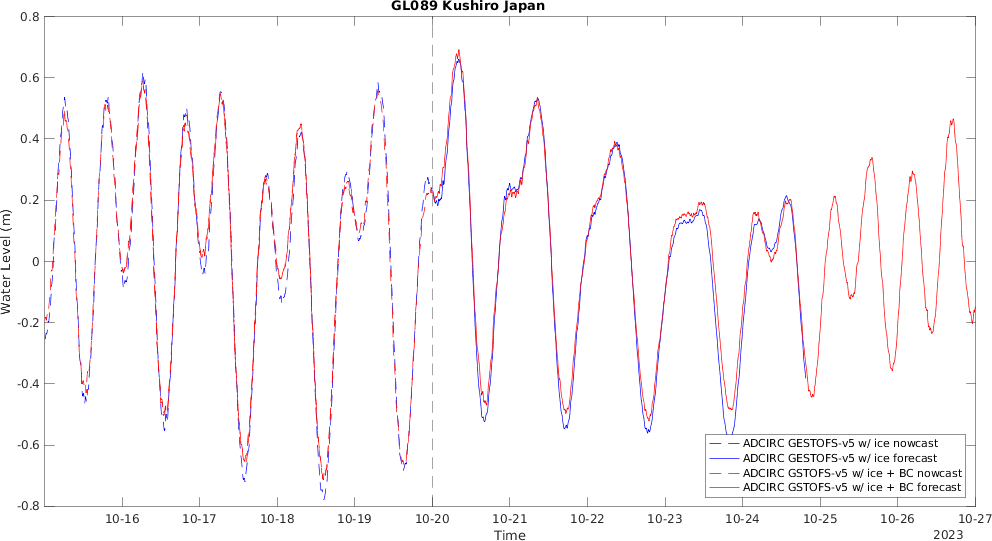 GL089 Kushiro Japan
Water Level (m)
0.8
0.6
0.4
0.2
0
-0.2
-0.4
-0.6
-0.8
ADCIRC GESTOFS-v5 w/ ice nowcast
ADCIRC GESTOFS-v5 w/ ice forecast
ADCIRC GSTOFS-v5 w/ ice + BC nowcast
ADCIRC GSTOFS-v5 w/ ice + BC forecast
10-16 10-17 10-18 10-19 10-20 10-21 10-22 10-23 10-24 10-25 10-26 10-27
Time
2023